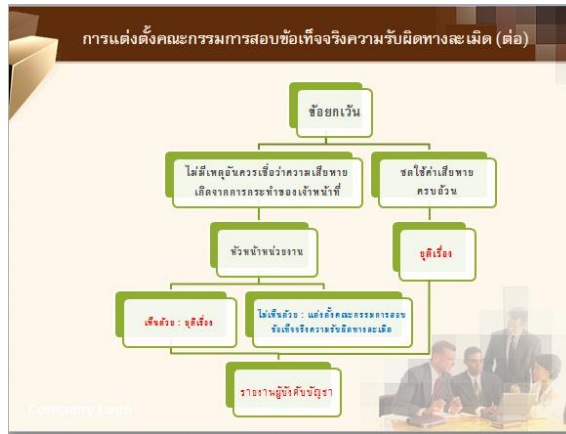 การแต่งตั้งคณะกรรมการสอบข้อเท็จจริงความรับผิดทางละเมิด (ต่อ)
ข้อยกเว้น
ไม่มีเหตุอันควรเชื่อว่าความเสียหาย
เกิดจากการกระทำของเจ้าหน้าที่
ชดใช้ค่าเสียหาย
ครบถ้วน
หัวหน้าหน่วยงาน
ยุติเรื่อง
เห็นด้วย : ยุติเรื่อง
ไม่เห็นด้วย : แต่งตั้งคณะกรรมการสอบ
ข้อเท็จจริงความรับผิดทางละเมิด
รายงานผู้บังคับบัญชา
Company Logo